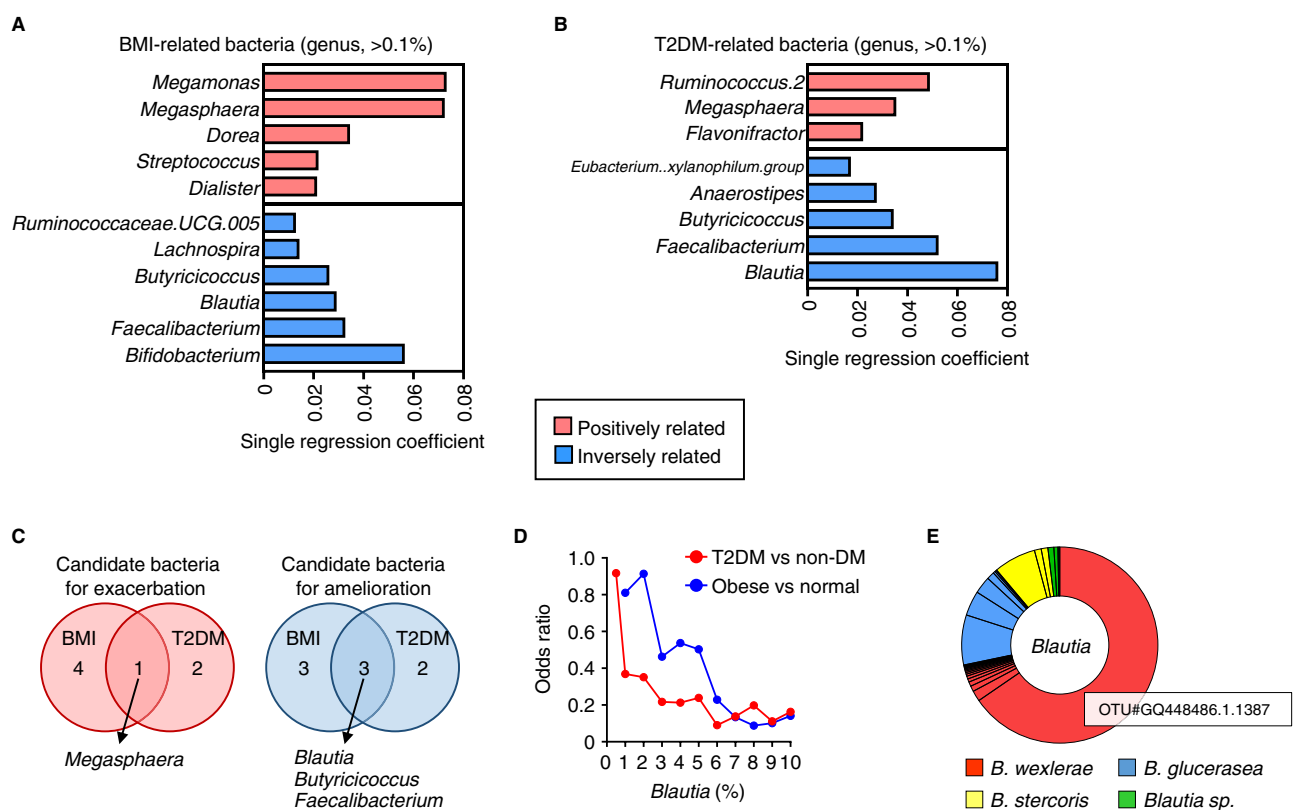 A
BMI-related bacteria (genus, >0.1%)
Megamonas
Megasphaera
Dorea
Streptococcus
Dialister
Ruminococcaceae.UCG.005
Lachnospira
Butyricicoccus
Blautia
Faecalibacterium
Bifidobacterium
0 0.02 0.04 0.06 0.08
Single regression coefficient
B
T2DM-related bacteria (genus, >0.1%)
Ruminococcus.2
Megasphaera
Flavonifractor
Eubacterium..xylanophilum.group
Anaerostipes
Butyricicoccus
Faecalibacterium
Blautia
0 0.02 0.04 0.06 0.08
Single regression coefficient
Positively related
Inversely related
C
Candidate bacteria
for exacerbation
BMI T2DM
4 1 2
Megasphaera
Candidate bacteria
for amelioration
BMI T2DM
3 3 2
Blautia
Butyricicoccus
Faecalibacterium
D
T2DM vs non-DM
Obese vs normal
1.0
0.8
0.6
0.4
0.2
0
Odds ratio
0 1 2 3 4 5 6 7 8 9 10
Blautia (%)
E
Blautia
OTU#GQ448486.1.1387
B. wexlerae
B. glucerasea
B. stercoris
Blautia sp.